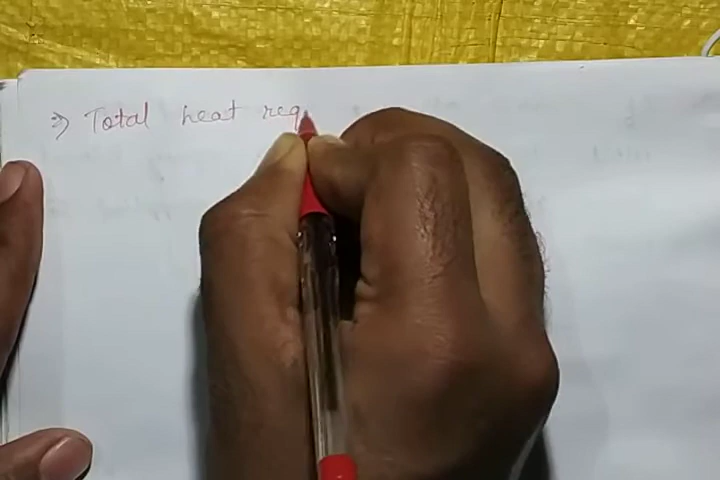 ⇒ Total heat req